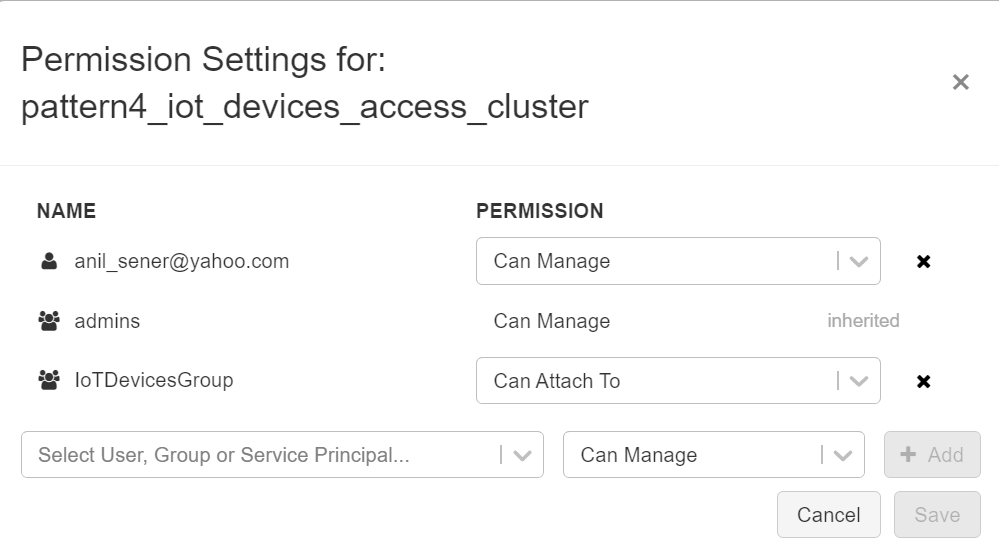 Permission Settings for:
pattern4_iot_devices_access_cluster
×
NAME PERMISSION
anil_sener@yahoo.com Can Manage
admins Can Manage inherited
IoTDevicesGroup Can Attach To
Select User, Group or Service Principal... Can Manage + Add
Cancel Save